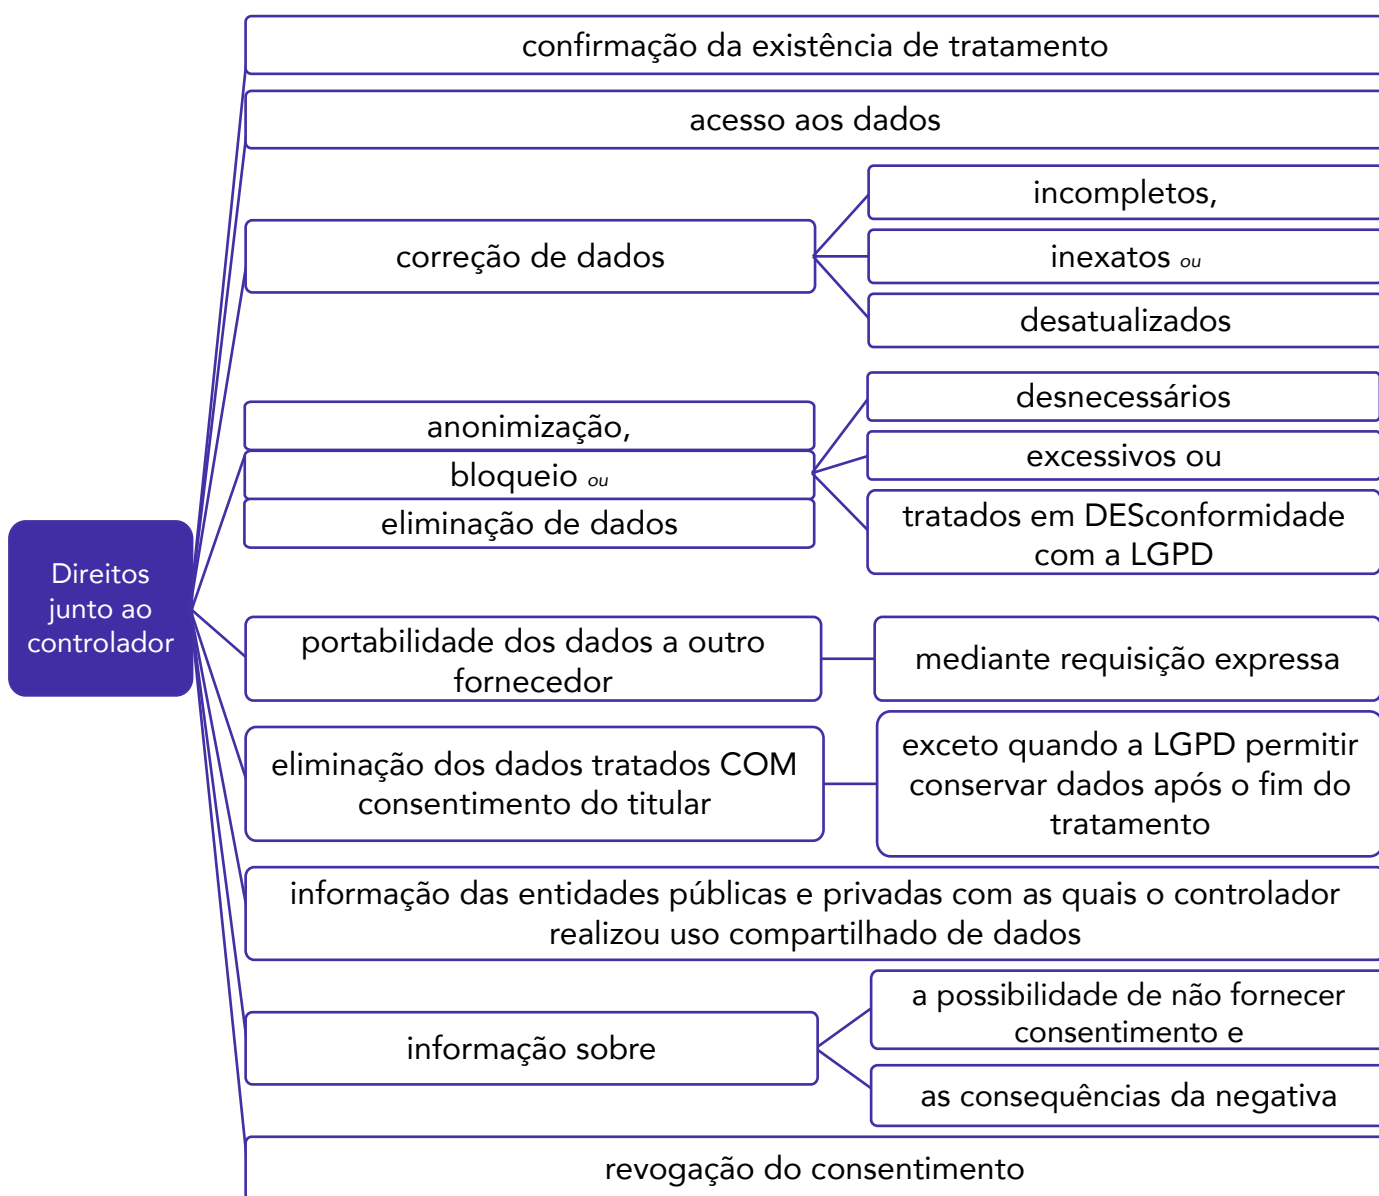 confirmação da existência de tratamento
acesso aos dados
correção de dados
incompletos,
inexatos ou
desatualizados
anonimização,
bloqueio ou
eliminação de dados
desnecessários
excessivos ou
tratados em DESconformidade
com a LGPD
Direitos
junto ao
controlador
portabilidade dos dados a outro
fornecedor
mediante requisição expressa
eliminação dos dados tratados COM
consentimento do titular
exceto quando a LGPD permitir
conservar dados após o fim do
tratamento
informação das entidades públicas e privadas com as quais o controlador
realizou uso compartilhado de dados
informação sobre
a possibilidade de não fornecer
consentimento e
as consequências da negativa
revogação do consentimento